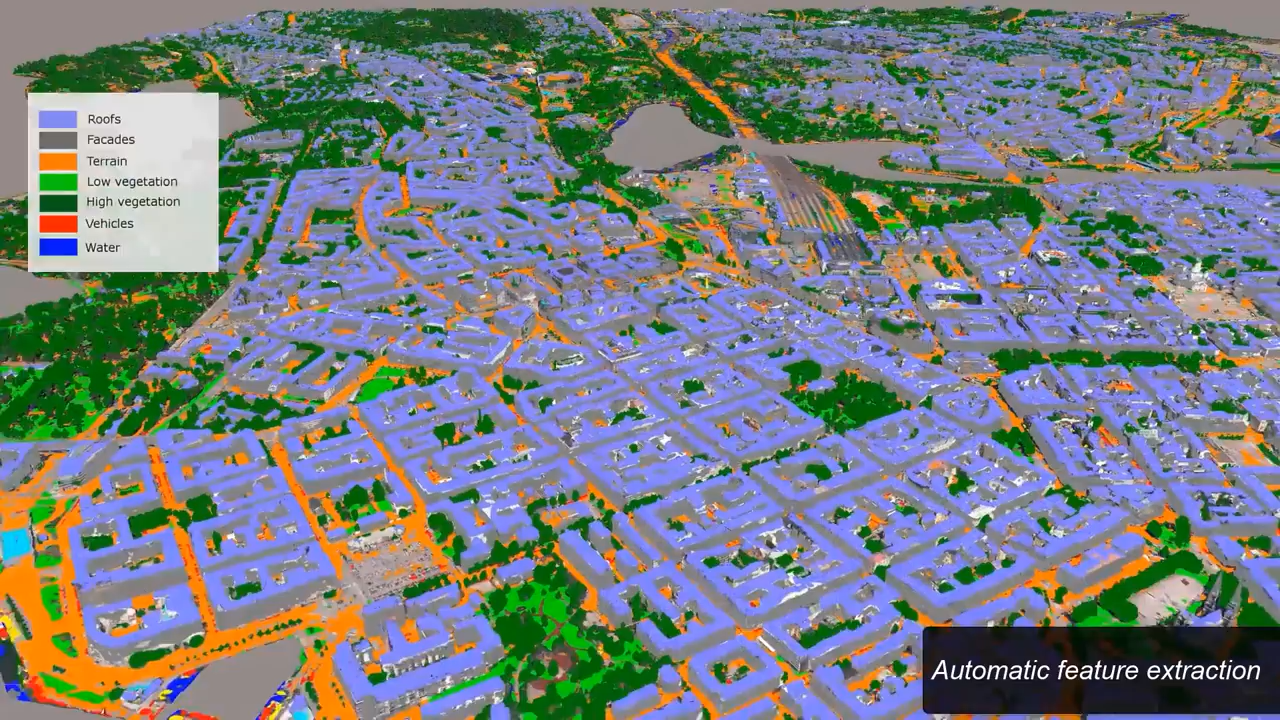 Roofs
Facades
Terrain
Low vegetation
High vegetation
Vehicles
Water
Automatic feature extraction